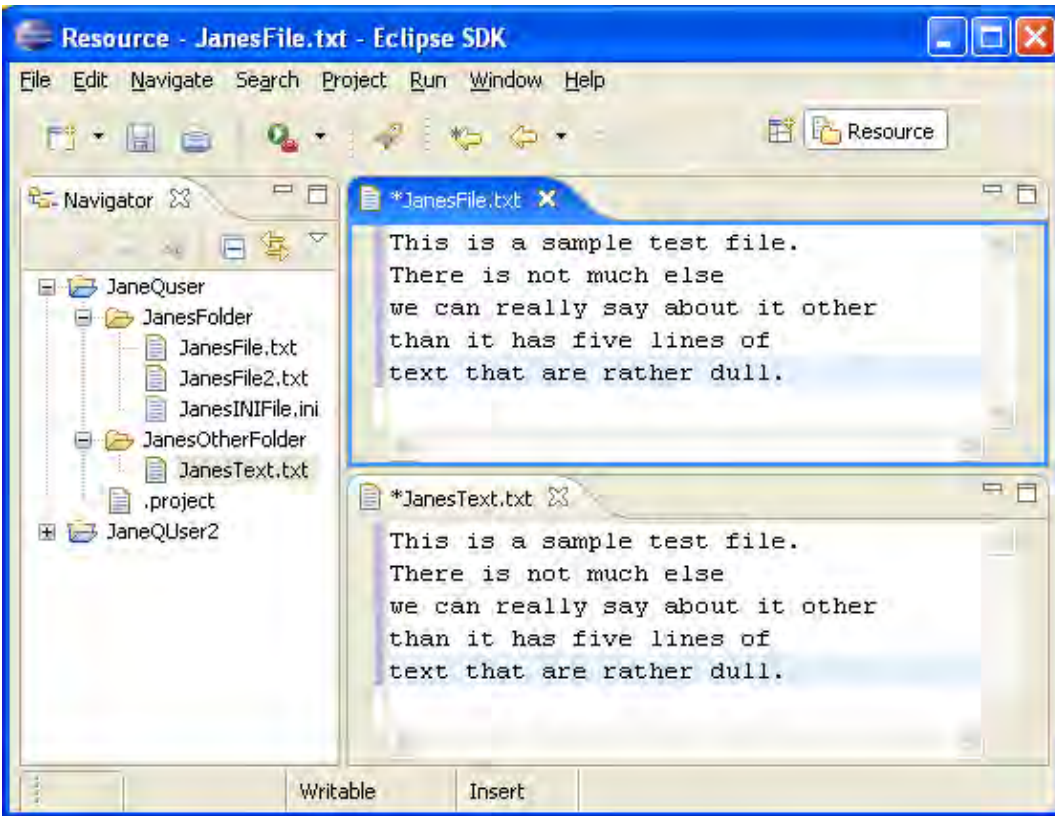 Resource - JanesFile.txt - Eclipse SDK
File Edit Navigate Search Project Run Window Help
Resource
Navigator
*JanesFile.txt
JaneQuser
JanesFolder
JanesFile.txt
JanesFile2.txt
JanesINIFile.ini
JanesOtherFolder
JanesText.txt
.project
JaneQUser2
This is a sample test file.
There is not much else
we can really say about it other
than it has five lines of
text that are rather dull.
*JanesText.txt
This is a sample test file.
There is not much else
we can really say about it other
than it has five lines of
text that are rather dull.
Writable Insert